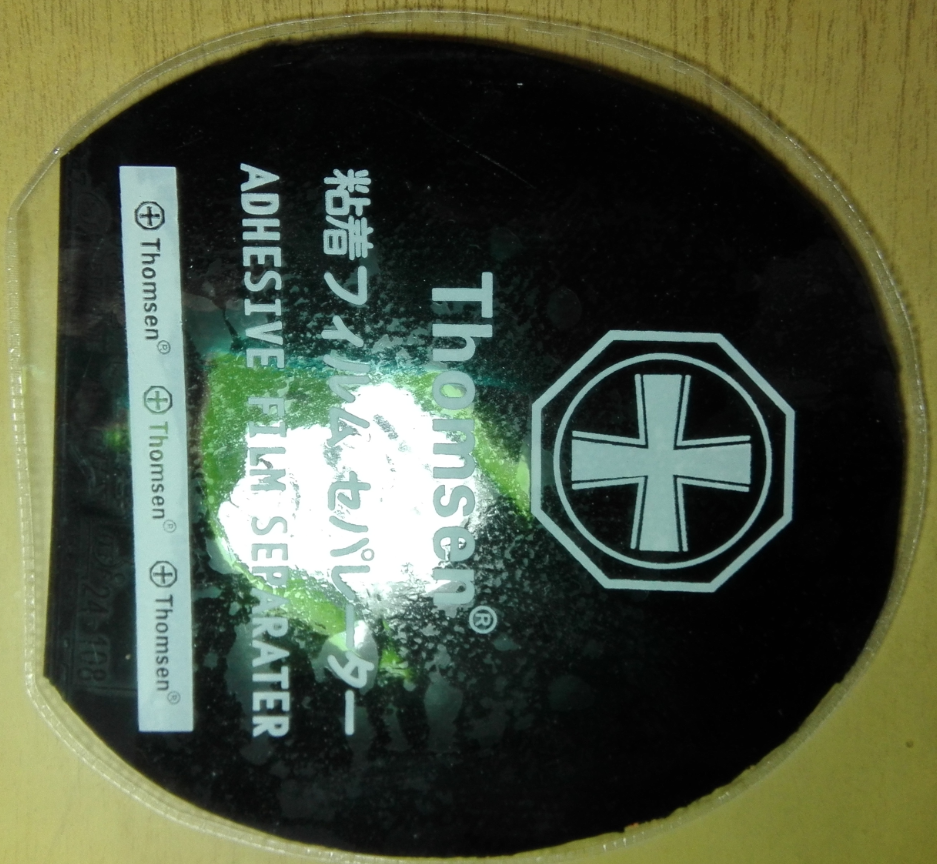 Thomsen®
粘着フィルムセパレーター
ADHESIVE FILM SEPARATER
Thomsen® Thomsen® Thomsen®